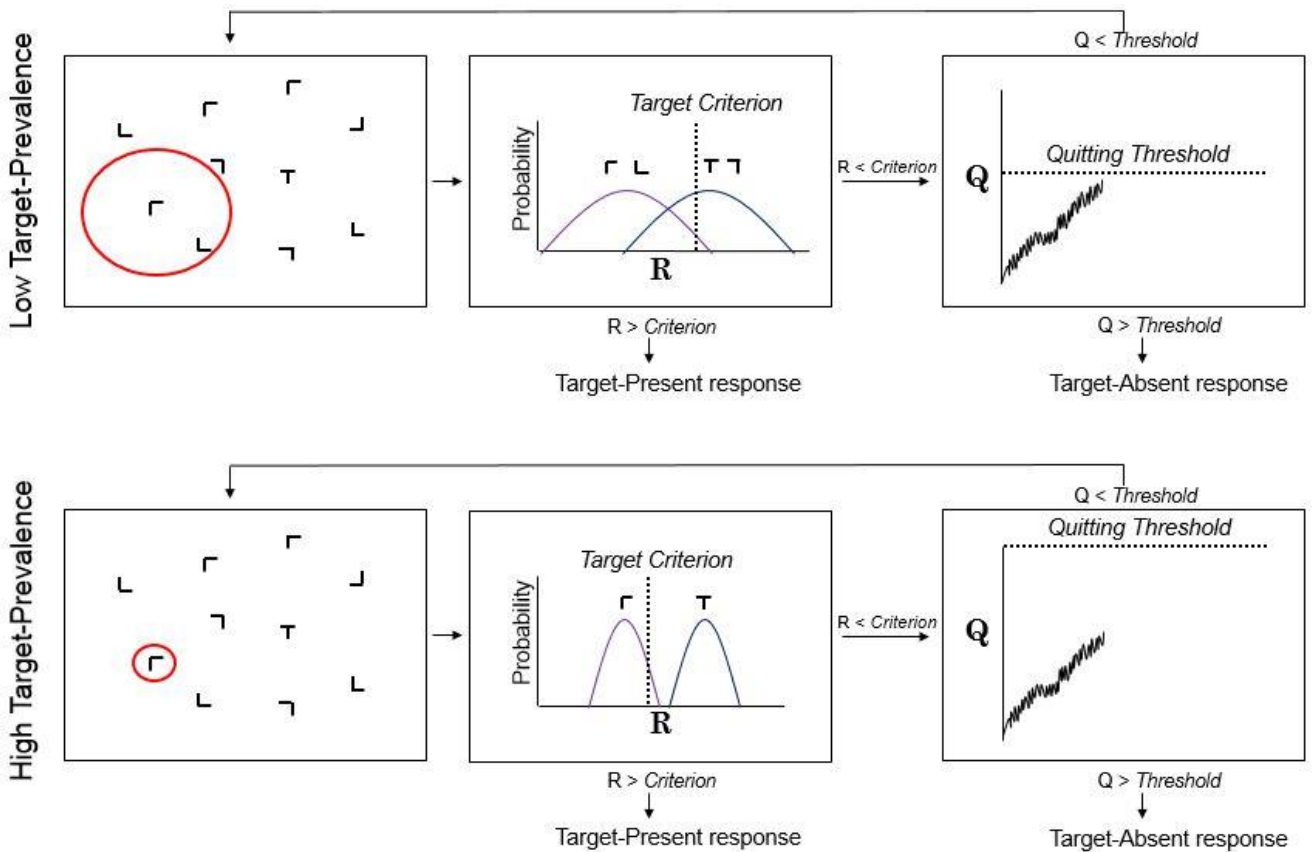 Low Target-Prevalence
Q < Threshold
Target Criterion
Probability
R
R < Criterion
Quitting Threshold
Q
R > Criterion
Target-Present response
Q > Threshold
Target-Absent response
High Target-Prevalence
Q < Threshold
Target Criterion
Probability
R
R < Criterion
Quitting Threshold
Q
R > Criterion
Target-Present response
Q > Threshold
Target-Absent response